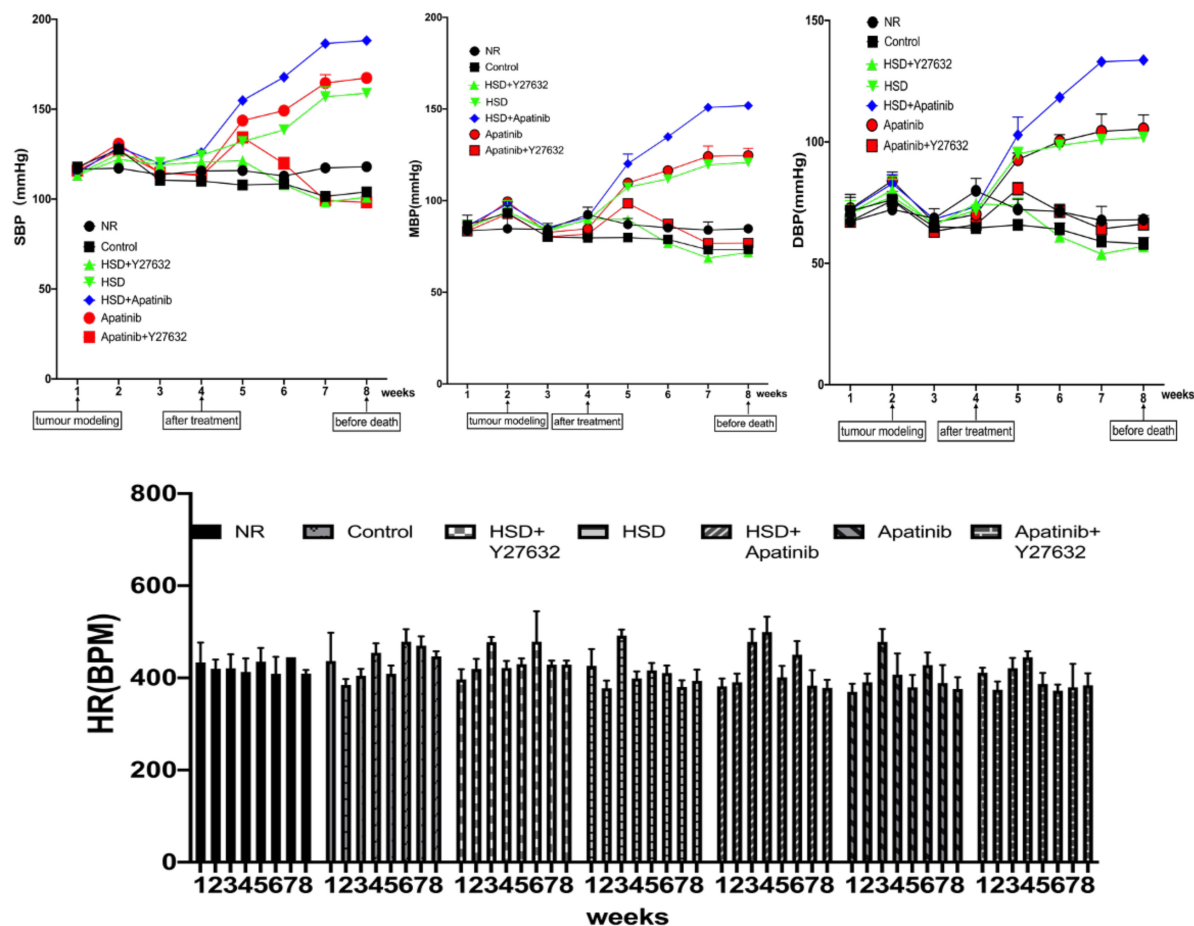 200
150
100
50
0
SBP (mmHg)
NR
Control
HSD+Y27632
HSD
HSD+Apatinib
Apatinib
Apatinib+Y27632
1 2 3 4 5 6 7 8 weeks
tumour modeling after treatment before death
200
150
100
50
0
MBP(mmHg)
NR
Control
HSD+Y27632
HSD
HSD+Apatinib
Apatinib
Apatinib+Y27632
1 2 3 4 5 6 7 8 weeks
tumour modeling after treatment before death
150
100
50
0
DBP(mmHg)
NR
Control
HSD+Y27632
HSD
HSD+Apatinib
Apatinib
Apatinib+Y27632
1 2 3 4 5 6 7 8 weeks
tumour modeling after treatment before death
800
600
400
200
0
HR(BPM)
NR
Control
HSD+
Y27632
HSD
HSD+
Apatinib
Apatinib
Apatinib+
Y27632
12345678 12345678 12345678 12345678 12345678 12345678 12345678
weeks